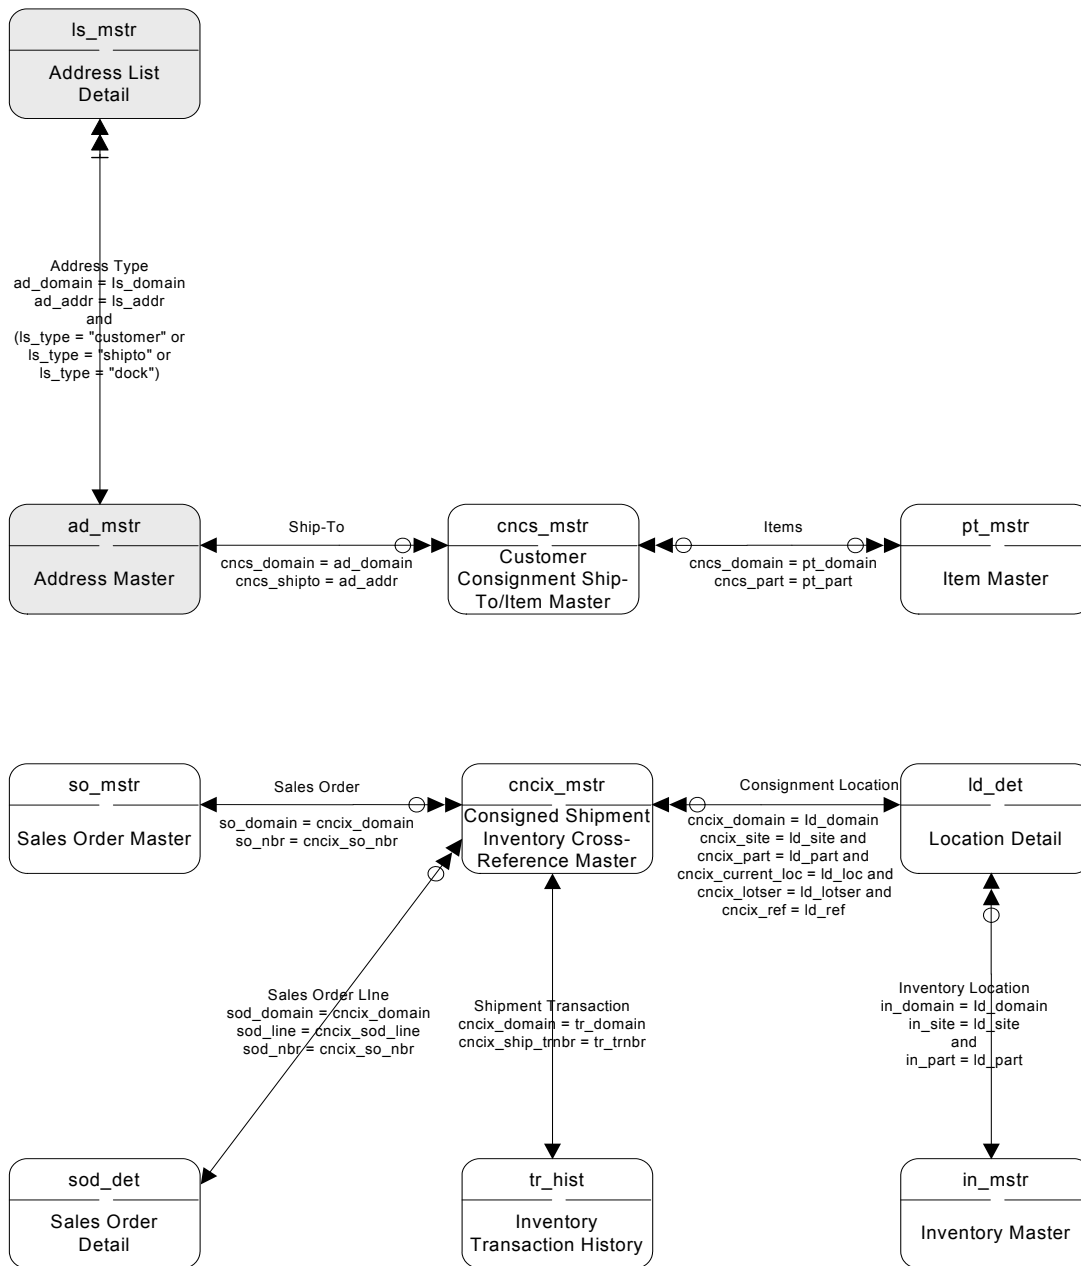 ls_mstr
Address List
Detail
Address Type
ad_domain = ls_domain
ad_addr = ls_addr
and
(ls_type = "customer" or
ls_type = "shipto" or
ls_type = "dock")
ad_mstr
Address Master
Ship-To
cncs_domain = ad_domain
cncs_shipto = ad_addr
cncs_mstr
Customer
Consignment Ship-
To/Item Master
Items
cncs_domain = pt_domain
cncs_part = pt_part
pt_mstr
Item Master
so_mstr
Sales Order Master
Sales Order
so_domain = cncix_domain
so_nbr = cncix_so_nbr
cncix_mstr
Consigned Shipment
Inventory Cross-
Reference Master
Consignment Location
cncix_domain = ld_domain
cncix_site = ld_site and
cncix_part = ld_part and
cncix_current_loc = ld_loc and
cncix_lotser = ld_lotser and
cncix_ref = ld_ref
ld_det
Location Detail
Sales Order LIne
sod_domain = cncix_domain
sod_line = cncix_sod_line
sod_nbr = cncix_so_nbr
Shipment Transaction
cncix_domain = tr_domain
cncix_ship_trnbr = tr_trnbr
Inventory Location
in_domain = ld_domain
in_site = ld_site
and
in_part = ld_part
sod_det
Sales Order
Detail
tr_hist
Inventory
Transaction History
in_mstr
Inventory Master